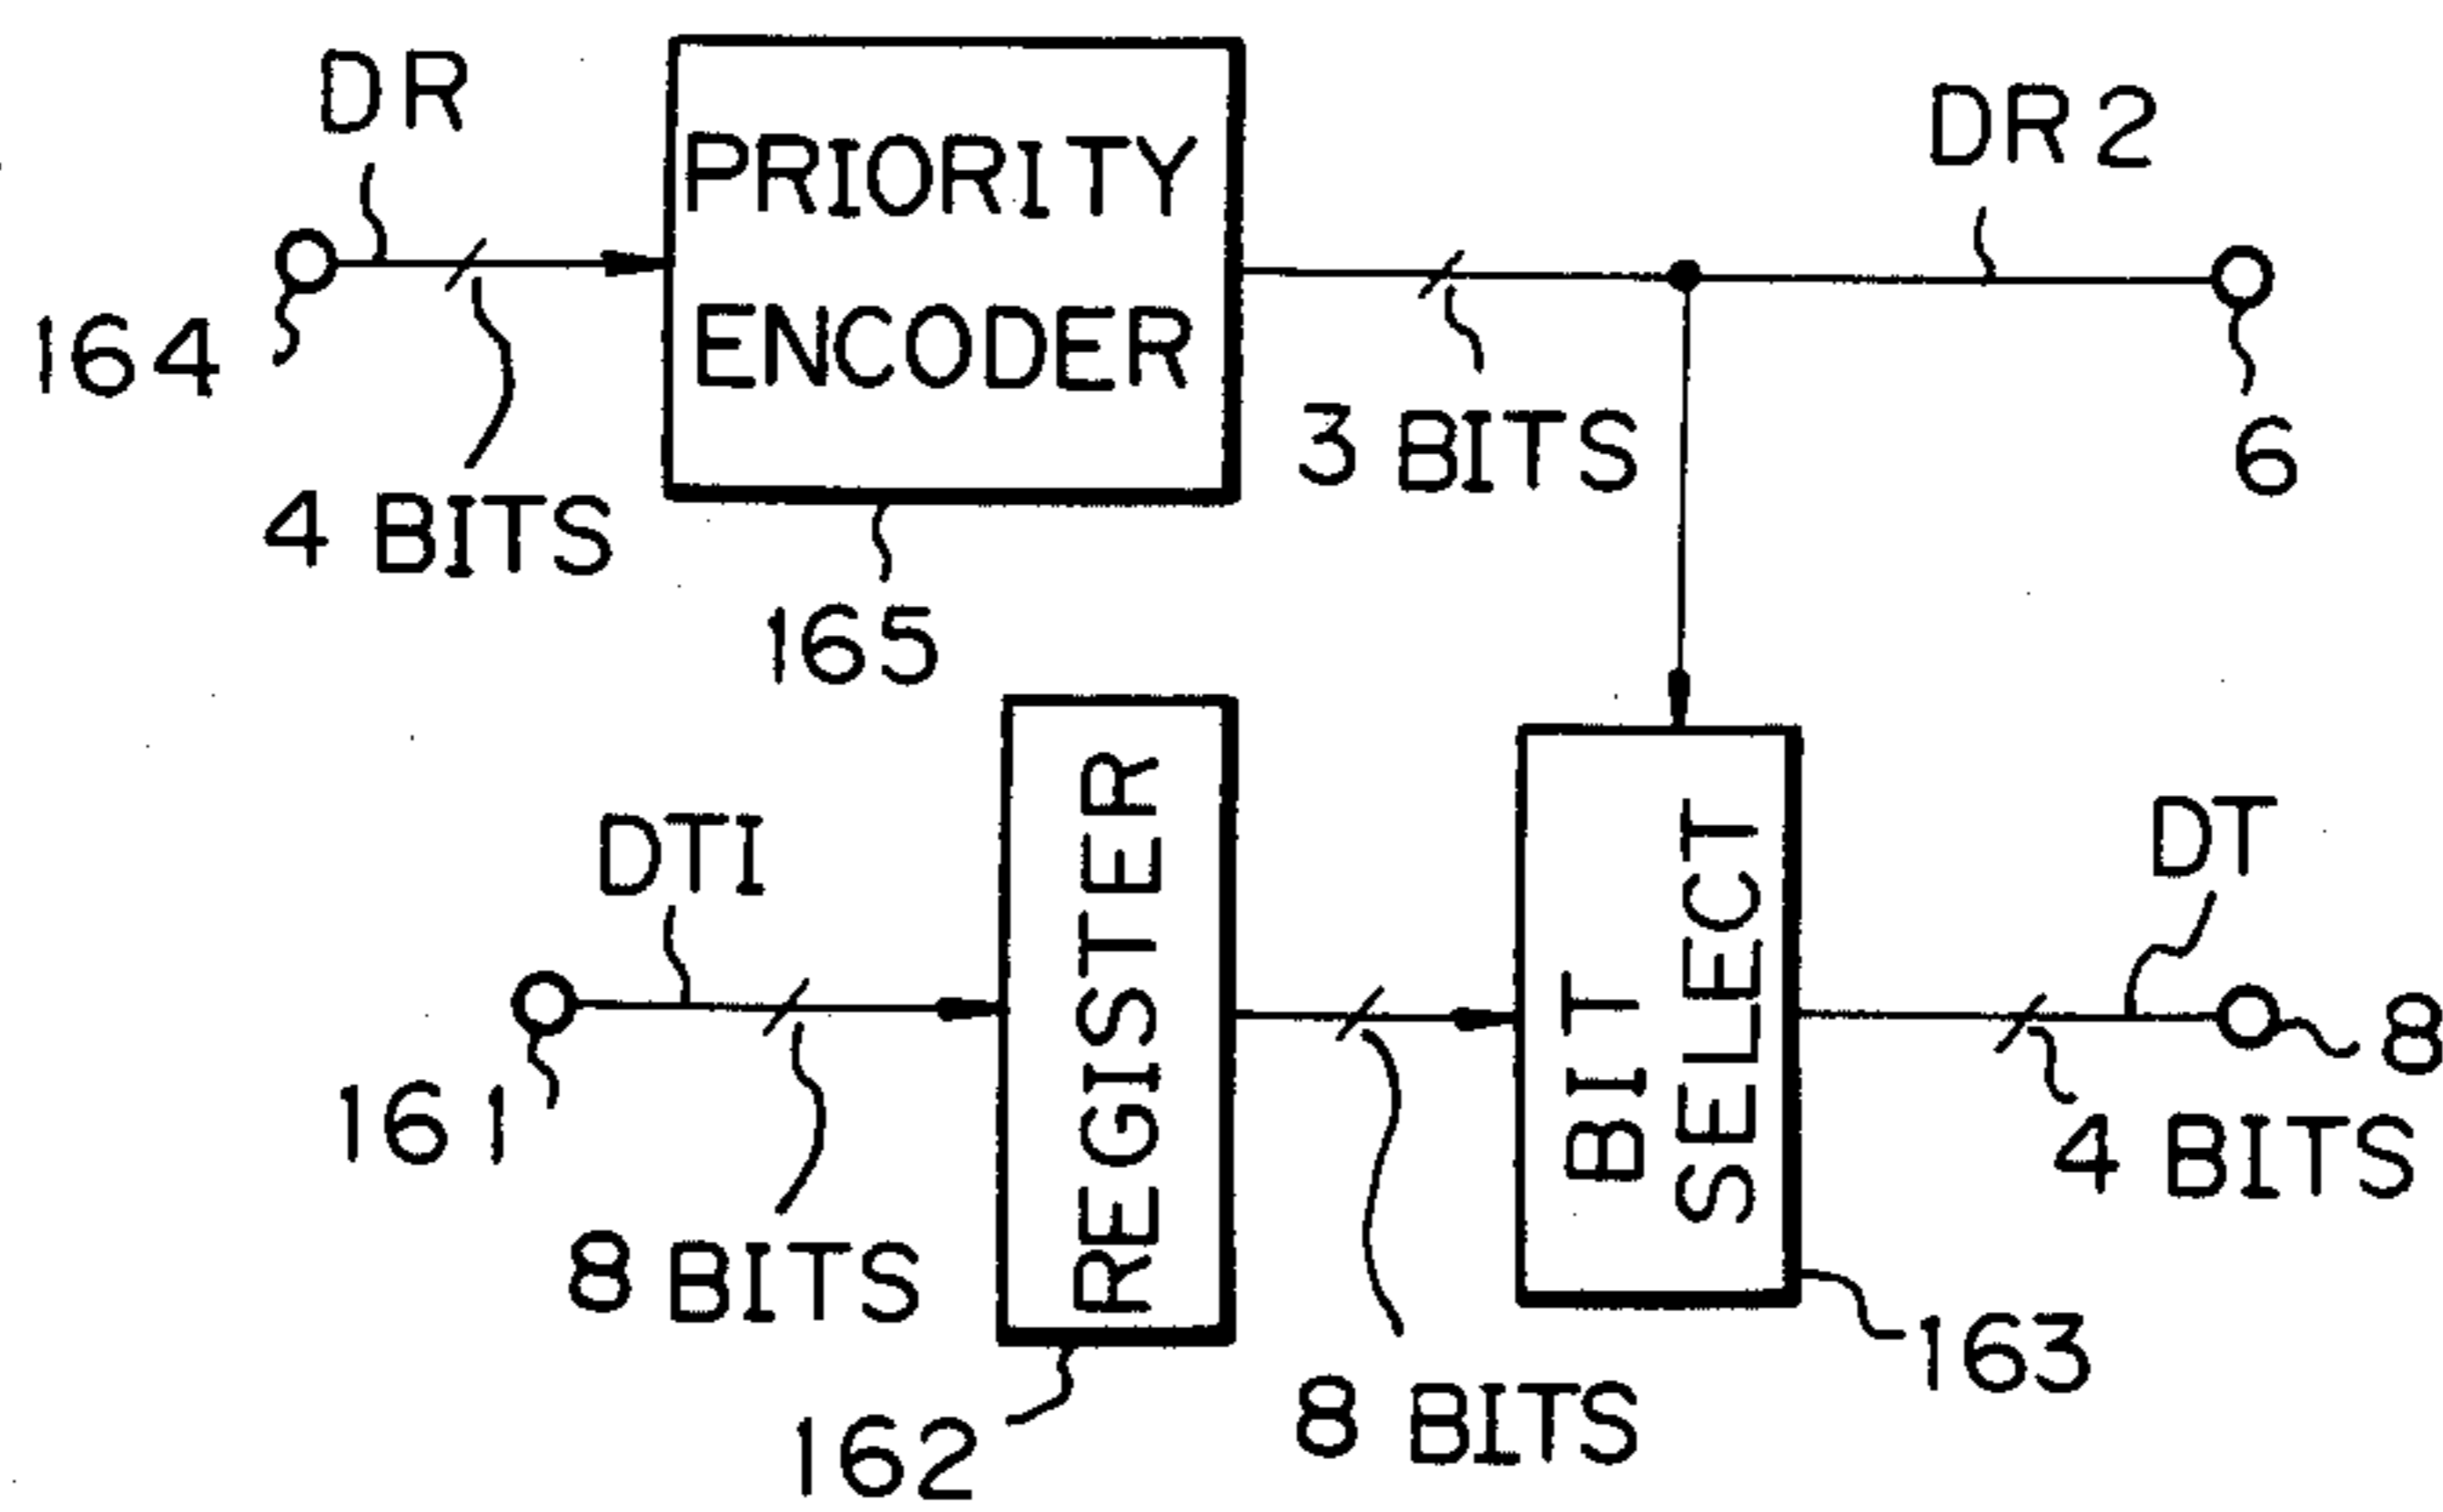 DR
DR2
PRIORITY
ENCODER
164
3 BITS
6
4 BITS
165
DTI
REGISTER
BIT
SELECT
DT
8
161
4 BITS
8 BITS
163
8 BITS
162